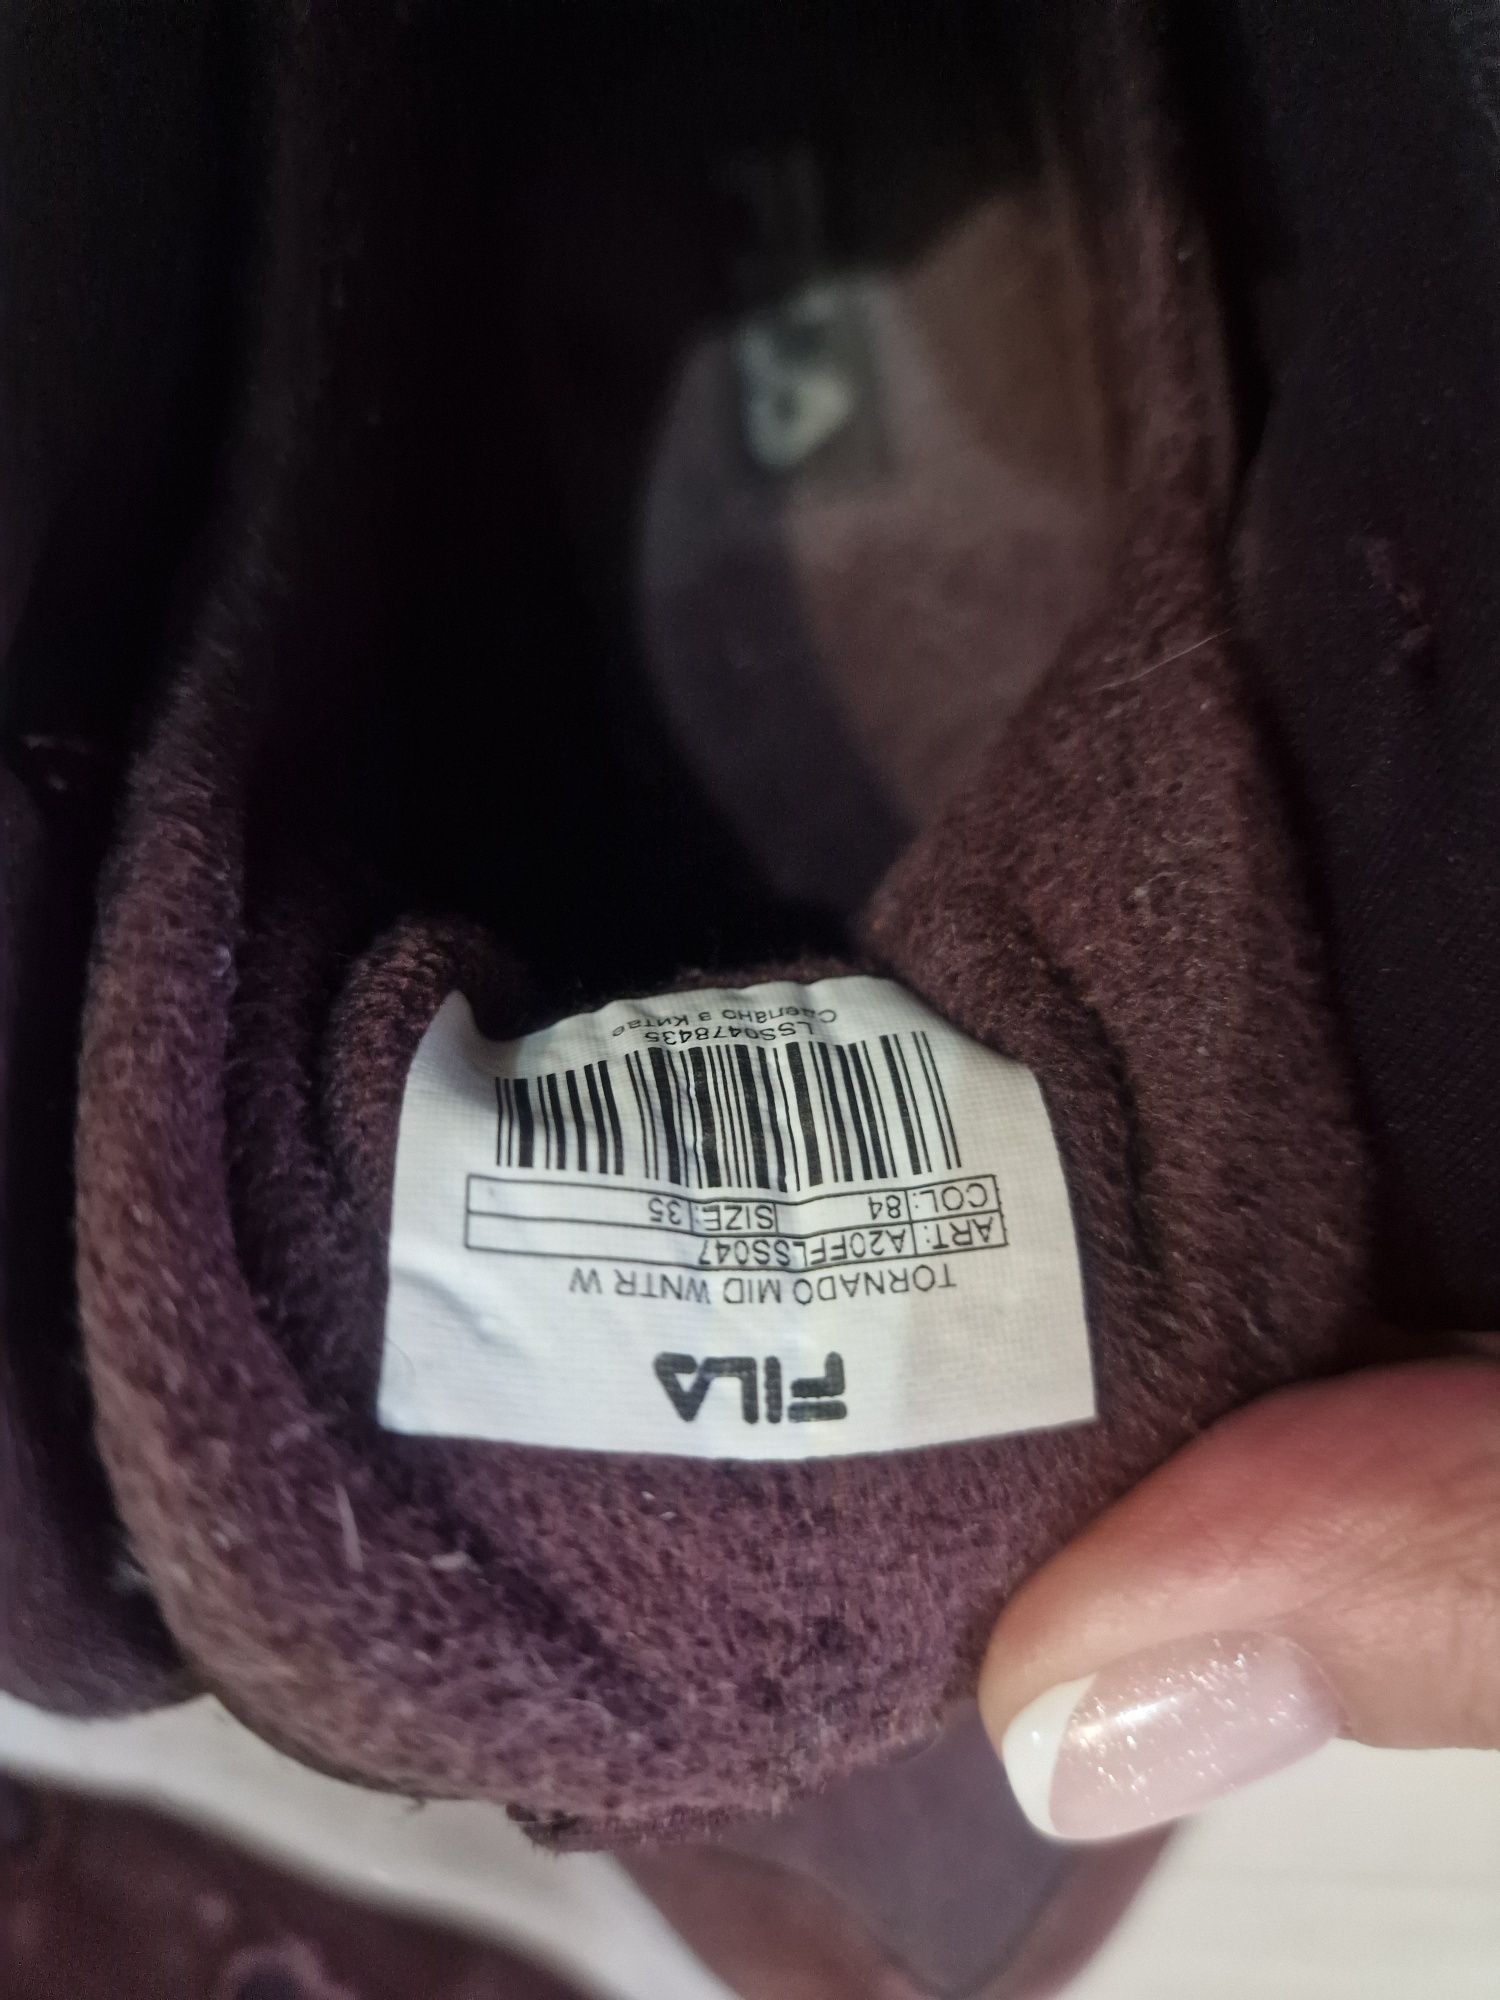 FILA
TORNADO MID WNTR W
ART: A20FFLSS047
COL: 84 SIZE: 35
LSS0478435
Сделано в Китае